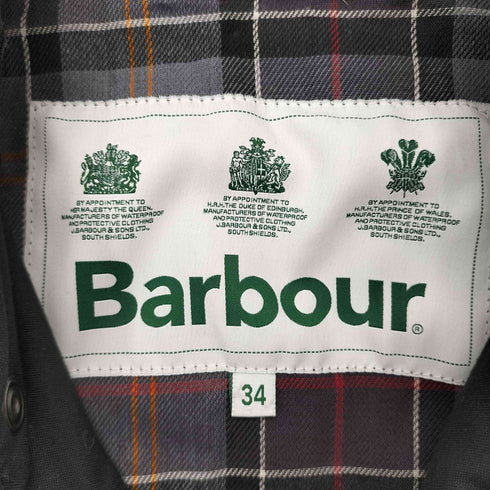 BY APPOINTMENT TO
HER MAJESTY THE QUEEN.
MANUFACTURERS OF WATERPROOF
AND PROTECTIVE CLOTHING
J.BARBOUR & SONS LTD.,
SOUTH SHIELDS.
BY APPOINTMENT TO
H.R.H. THE DUKE OF EDINBURGH.
MANUFACTURERS OF WATERPROOF
AND PROTECTIVE CLOTHING
J.BARBOUR & SONS LTD.,
SOUTH SHIELDS.
BY APPOINTMENT TO
H.R.H. THE PRINCE OF WALES.
MANUFACTURERS OF WATERPROOF
AND PROTECTIVE CLOTHING
J.BARBOUR & SONS LTD.,
SOUTH SHIELDS.
Barbour®
34